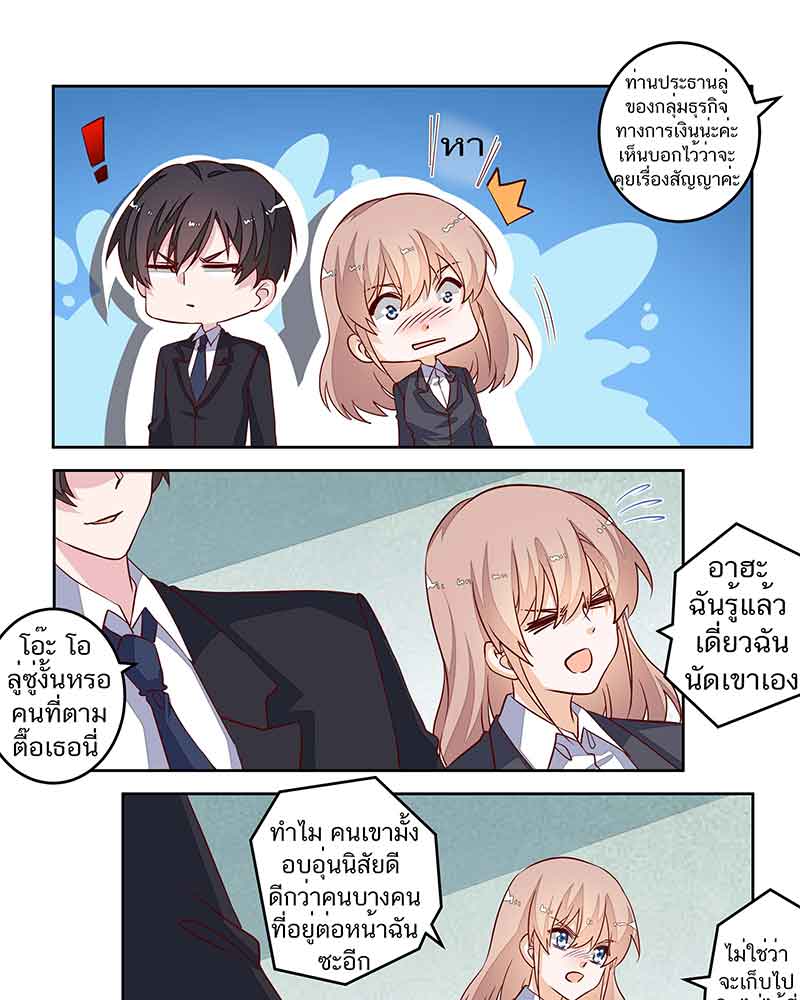 ท่านประธานลู่
ของกลุ่มธุรกิจ
ทางการเงินน่ะค่ะ
เห็นบอกไว้ว่าจะ
คุยเรื่องสัญญาค่ะ
หา
อาฮะ
ฉันรู้แล้ว
เดี่ยวฉัน
นัดเขาเอง
โอ๊ะ โอ
ลู่ซู่งั้นหรอ
คนที่ตาม
ตื๊อเธอนี่
ทำไม คนเขามั้ง
อบอุ่นนิสัยดี
ดีกว่าคนบางคน
ที่อยู่ต่อหน้าฉัน
ซะอีก
ไม่ใช่ว่า
จะเก็บไป